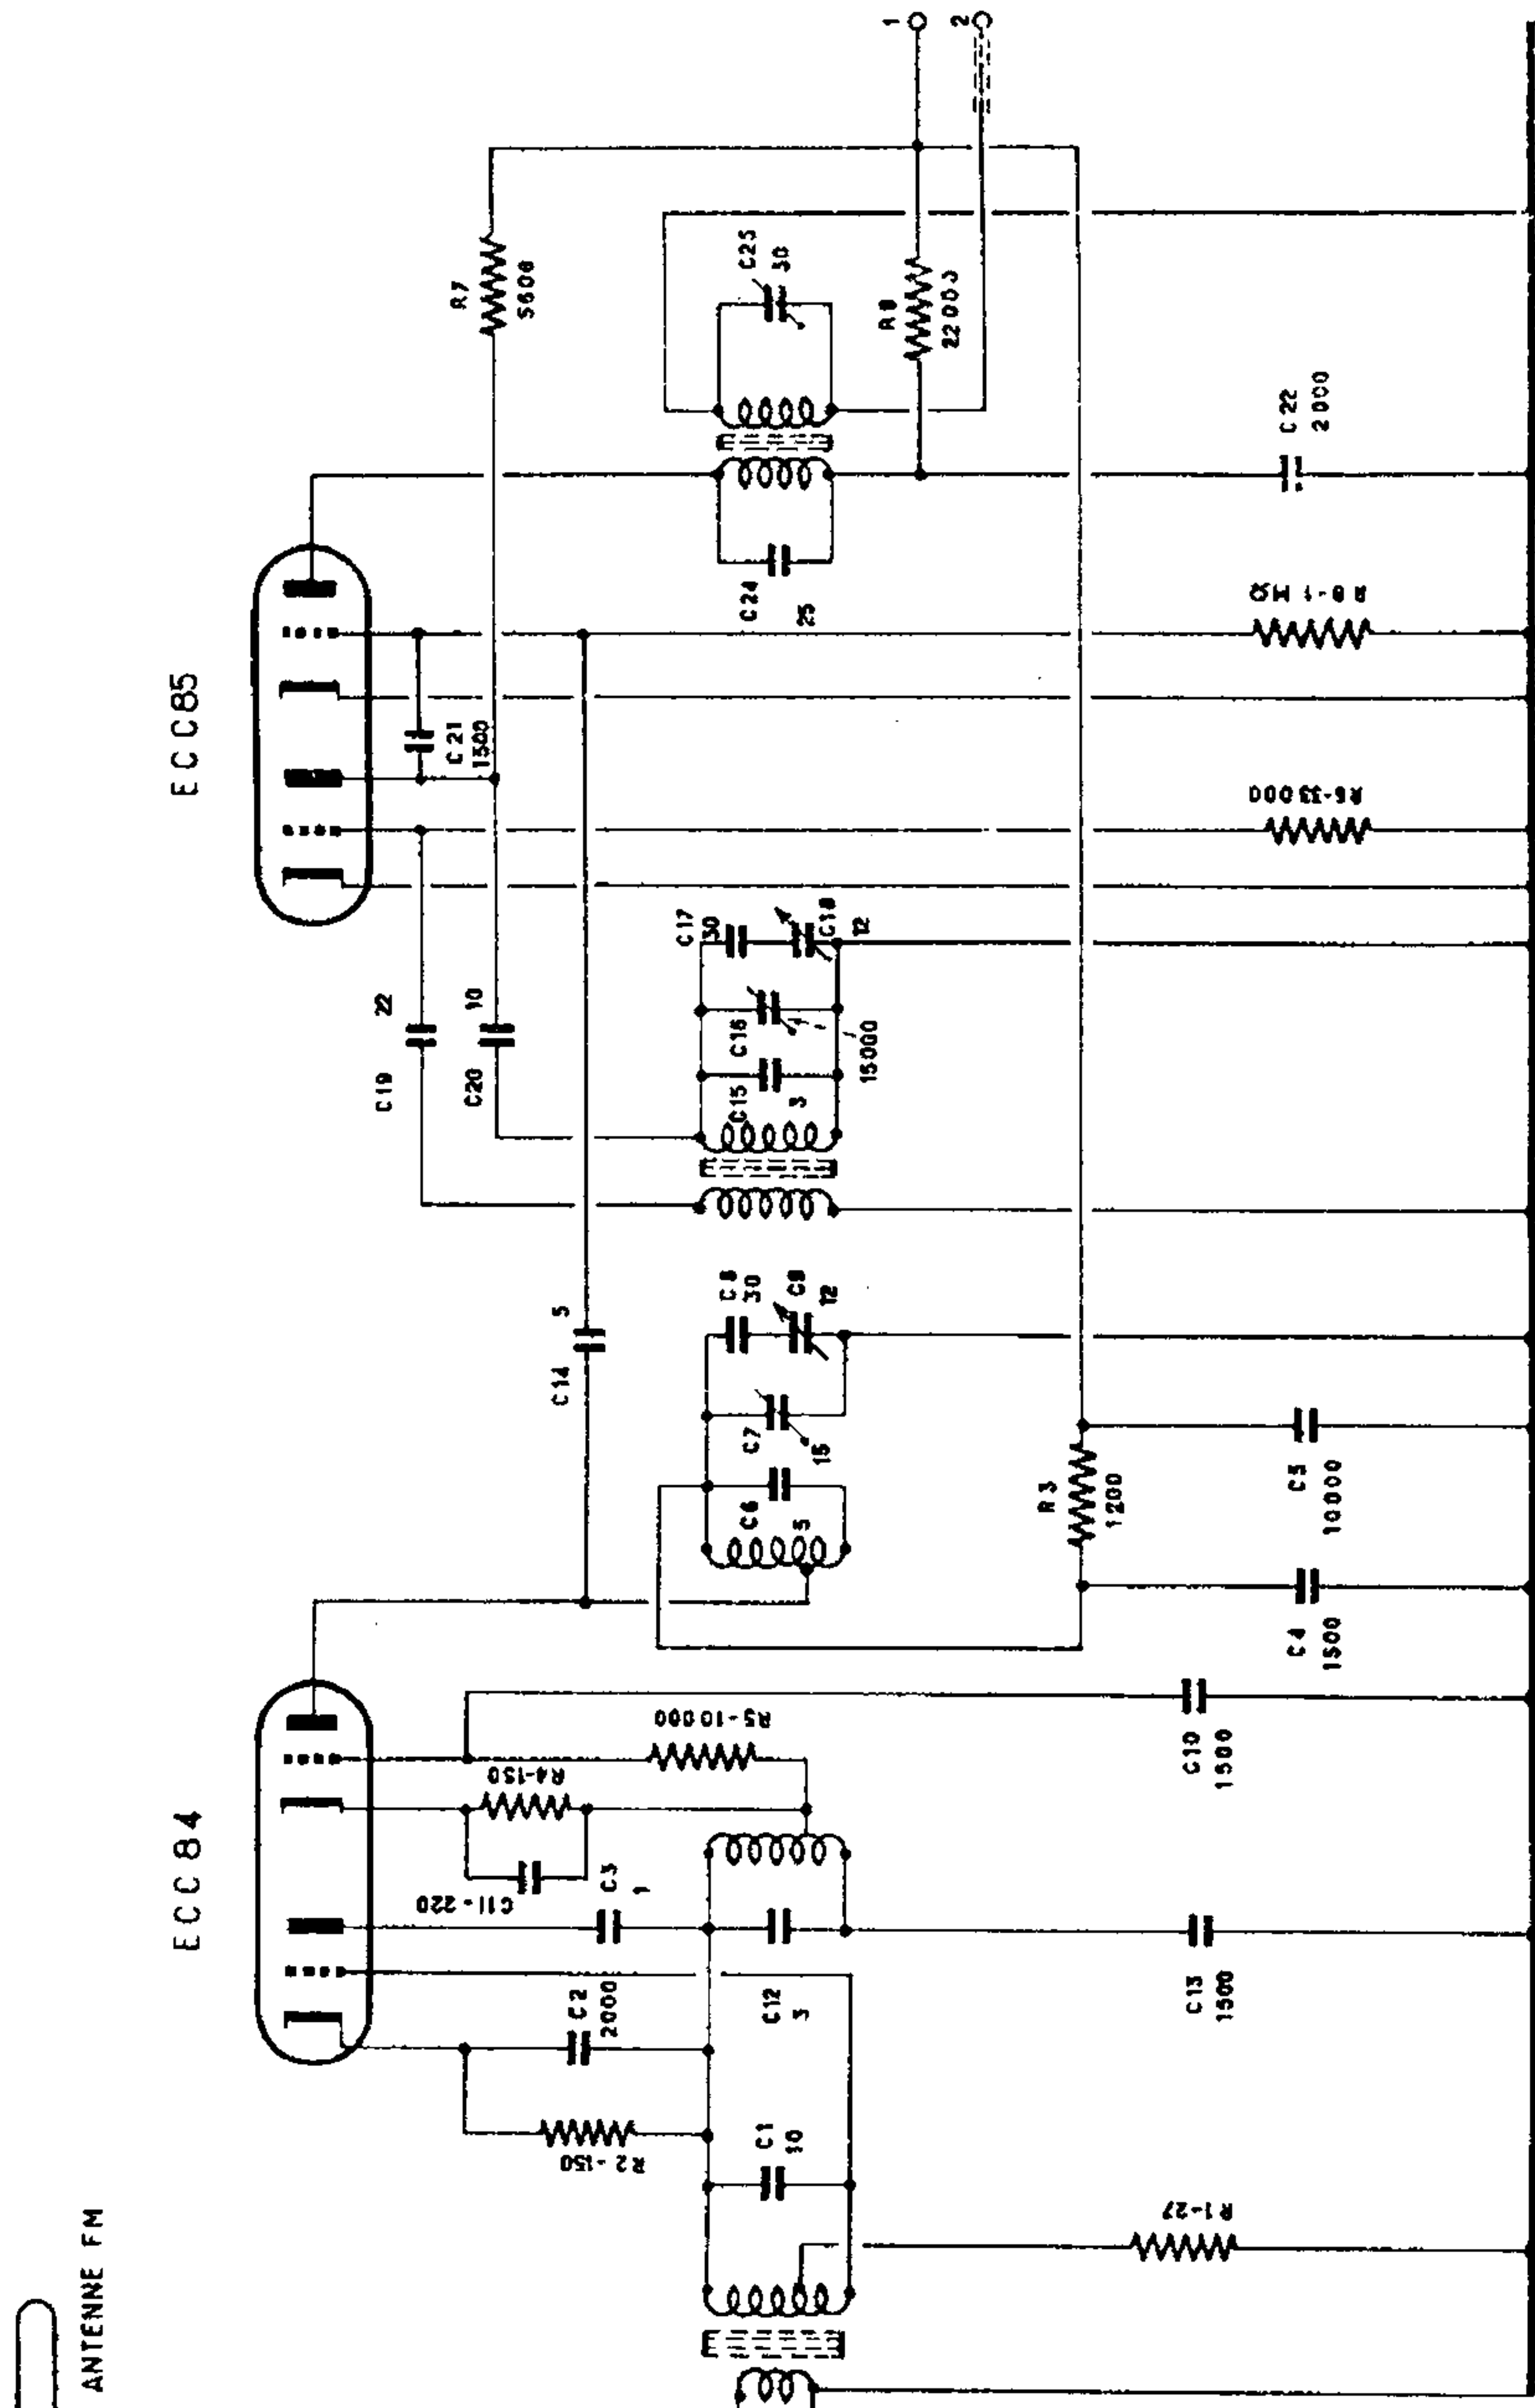 ANTENNE FM
ECC84
ECC85
R2-150
C2
2000
C3
1
C11-220
R4-150
R5-10000
C1
10
C12
3
R1-27
C13
1500
C10
1500
C4
1500
C5
10000
R3
1200
C6
5
C7
15
C8
30
C9
12
C14
5
C19
22
C20
10
C15
3
C16
15000
C17
30
C18
12
C21
1500
R7
5600
R6-33000
R8-1MΩ
C24
25
C25
30
R8
22000
C22
2000
1
2